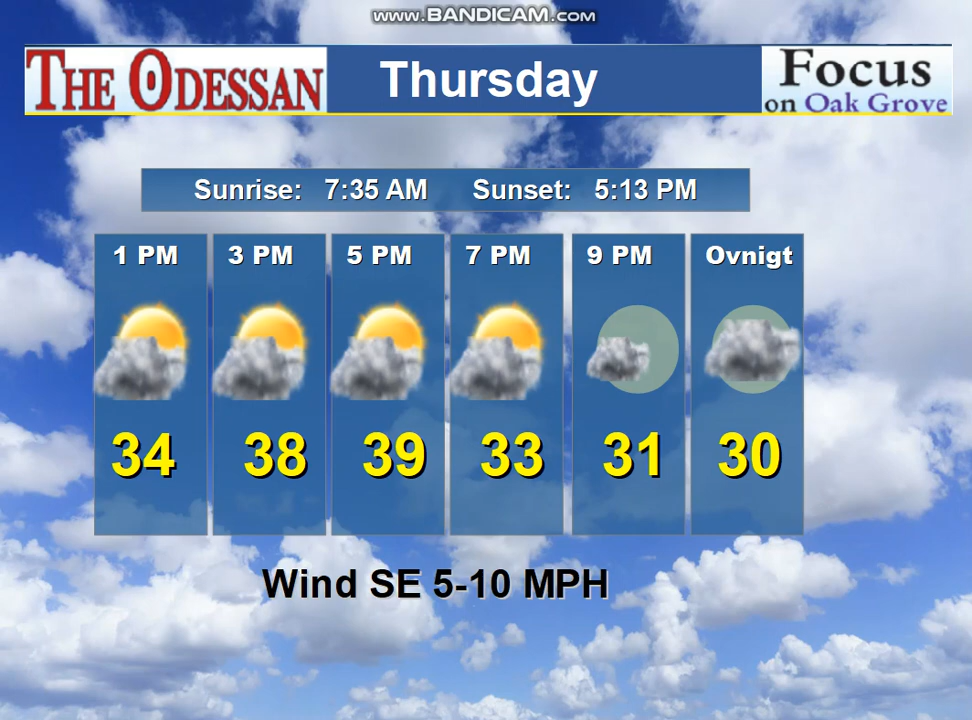 www.BANDICAM.com
THE ODESSAN
Thursday
Focus
on Oak Grove
Sunrise: 7:35 AM Sunset: 5:13 PM
1 PM 3 PM 5 PM 7 PM 9 PM Ovnigt
34 38 39 33 31 30
Wind SE 5-10 MPH